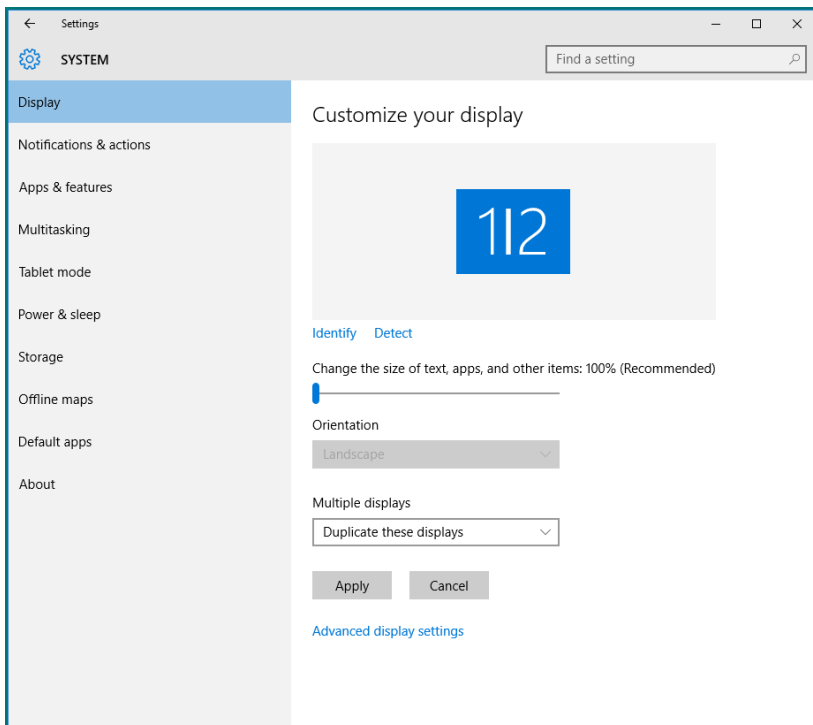 Settings
SYSTEM
Find a setting
Display
Notifications & actions
Apps & features
Multitasking
Tablet mode
Power & sleep
Storage
Offline maps
Default apps
About
Customize your display
1|2
Identify Detect
Change the size of text, apps, and other items: 100% (Recommended)
Orientation
Landscape
Multiple displays
Duplicate these displays
Apply Cancel
Advanced display settings